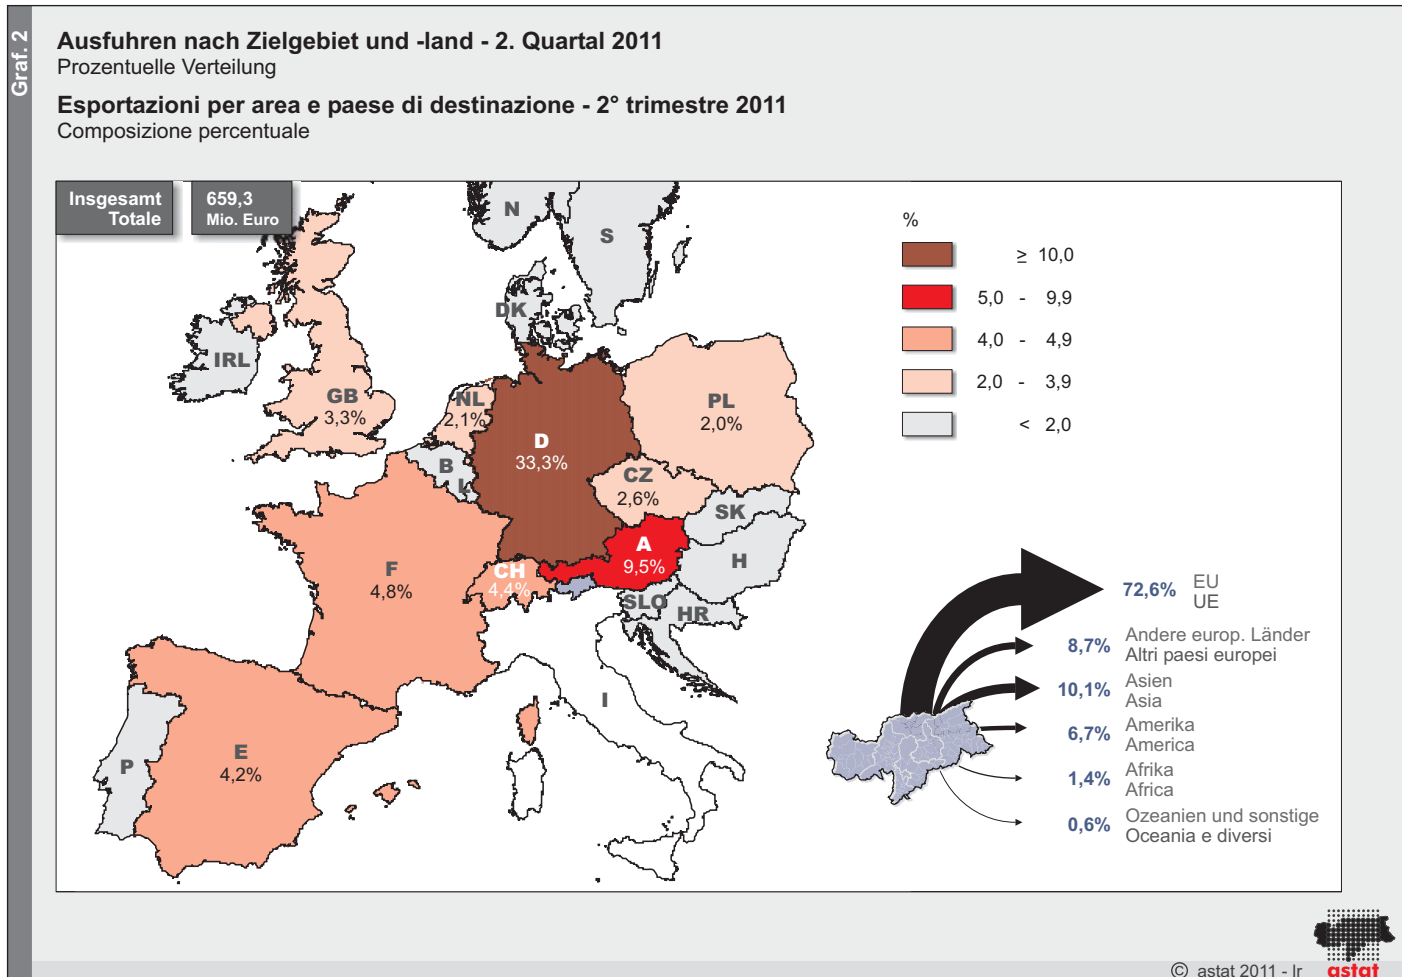 Graf. 2
Ausfuhren nach Zielgebiet und -land - 2. Quartal 2011
Prozentuelle Verteilung
Esportazioni per area e paese di destinazione - 2° trimestre 2011
Composizione percentuale
Insgesamt
Totale
659,3
Mio. Euro
%
≥ 10,0
5,0 - 9,9
4,0 - 4,9
2,0 - 3,9
< 2,0
N
S
DK
IRL
GB
3,3%
NL
2,1%
PL
2,0%
D
33,3%
B
L
CZ
2,6%
SK
A
9,5%
H
F
4,8%
CH
4,4%
SLO
HR
I
E
4,2%
P
72,6%
EU
UE
8,7%
Andere europ. Länder
Altri paesi europei
10,1%
Asien
Asia
6,7%
Amerika
America
1,4%
Afrika
Africa
0,6%
Ozeanien und sonstige
Oceania e diversi
© astat 2011 - lr
astat